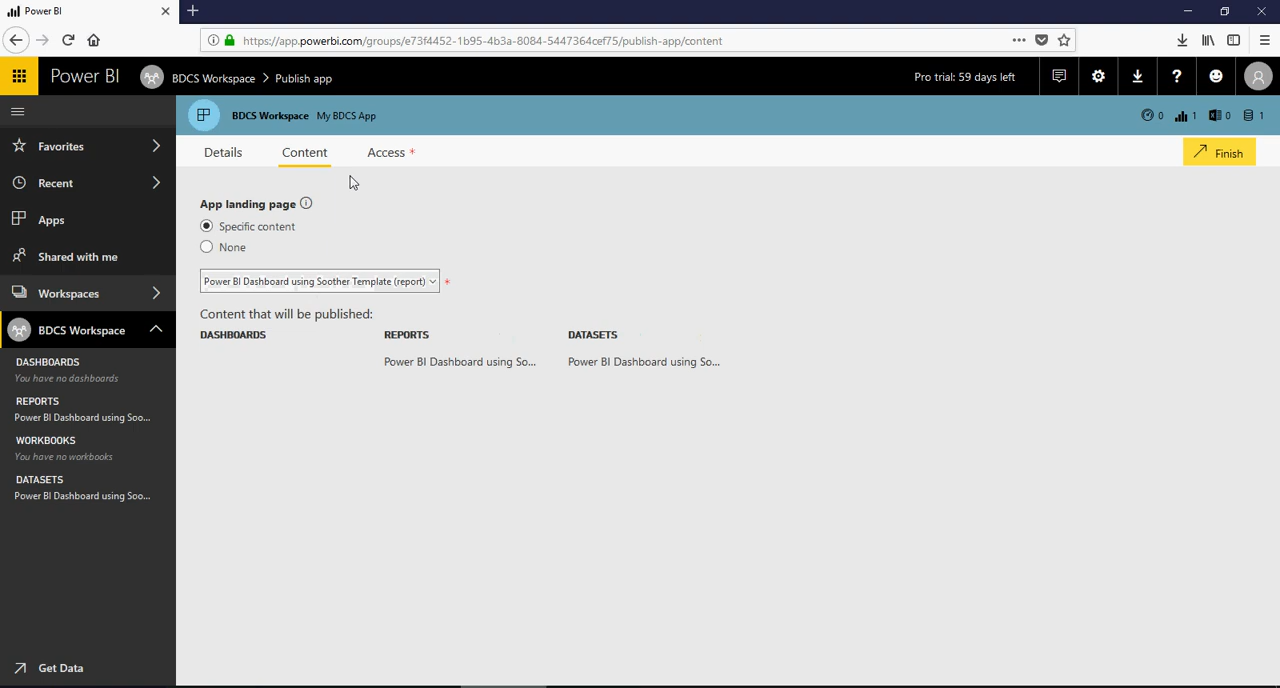 Power BI
https://app.powerbi.com/groups/e73f4452-1b95-4b3a-8084-5447364cef75/publish-app/content
Power BI
BDCS Workspace > Publish app
Pro trial: 59 days left
BDCS Workspace My BDCS App
0 1 0 1
Details Content Access *
Finish
Favorites
Recent
Apps
Shared with me
Workspaces
BDCS Workspace
DASHBOARDS
You have no dashboards
REPORTS
Power BI Dashboard using Soo...
WORKBOOKS
You have no workbooks
DATASETS
Power BI Dashboard using Soo...
Get Data
App landing page
Specific content
None
Power BI Dashboard using Soother Template (report) *
Content that will be published:
DASHBOARDS REPORTS DATASETS
Power BI Dashboard using So... Power BI Dashboard using So...